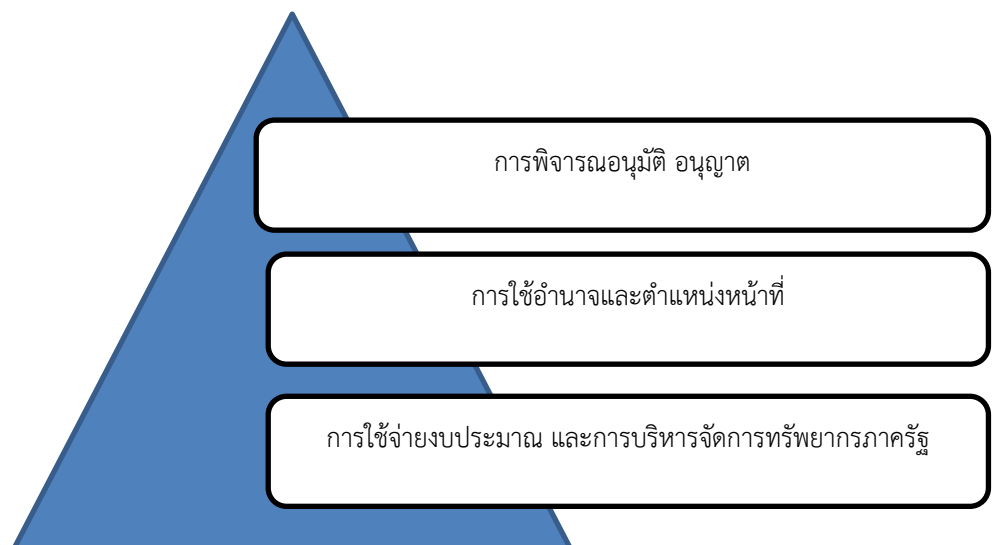 การพิจารณอนุมัติ อนุญาต
การใช้อำนาจและตำแหน่งหน้าที่
การใช้จ่ายงบประมาณ และการบริหารจัดการทรัพยากรภาครัฐ